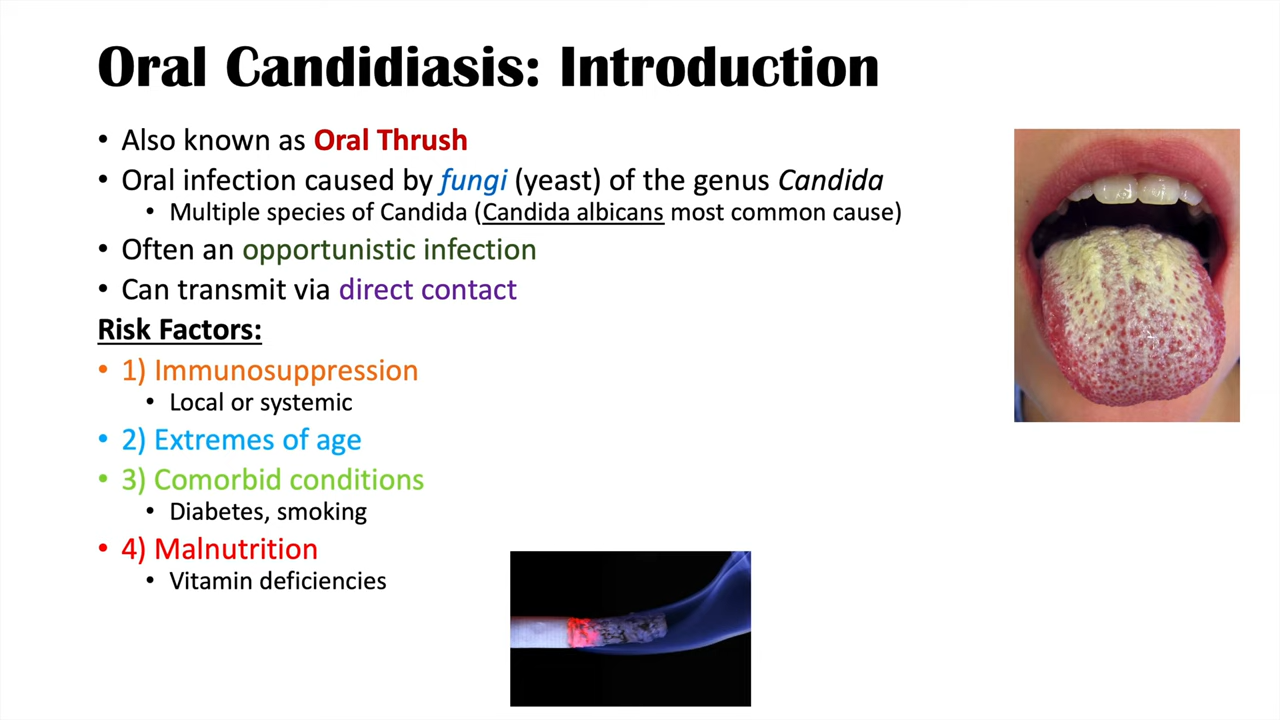 Oral Candidiasis: Introduction
• Also known as Oral Thrush
• Oral infection caused by fungi (yeast) of the genus Candida
• Multiple species of Candida (Candida albicans most common cause)
• Often an opportunistic infection
• Can transmit via direct contact
Risk Factors:
• 1) Immunosuppression
• Local or systemic
• 2) Extremes of age
• 3) Comorbid conditions
• Diabetes, smoking
• 4) Malnutrition
• Vitamin deficiencies